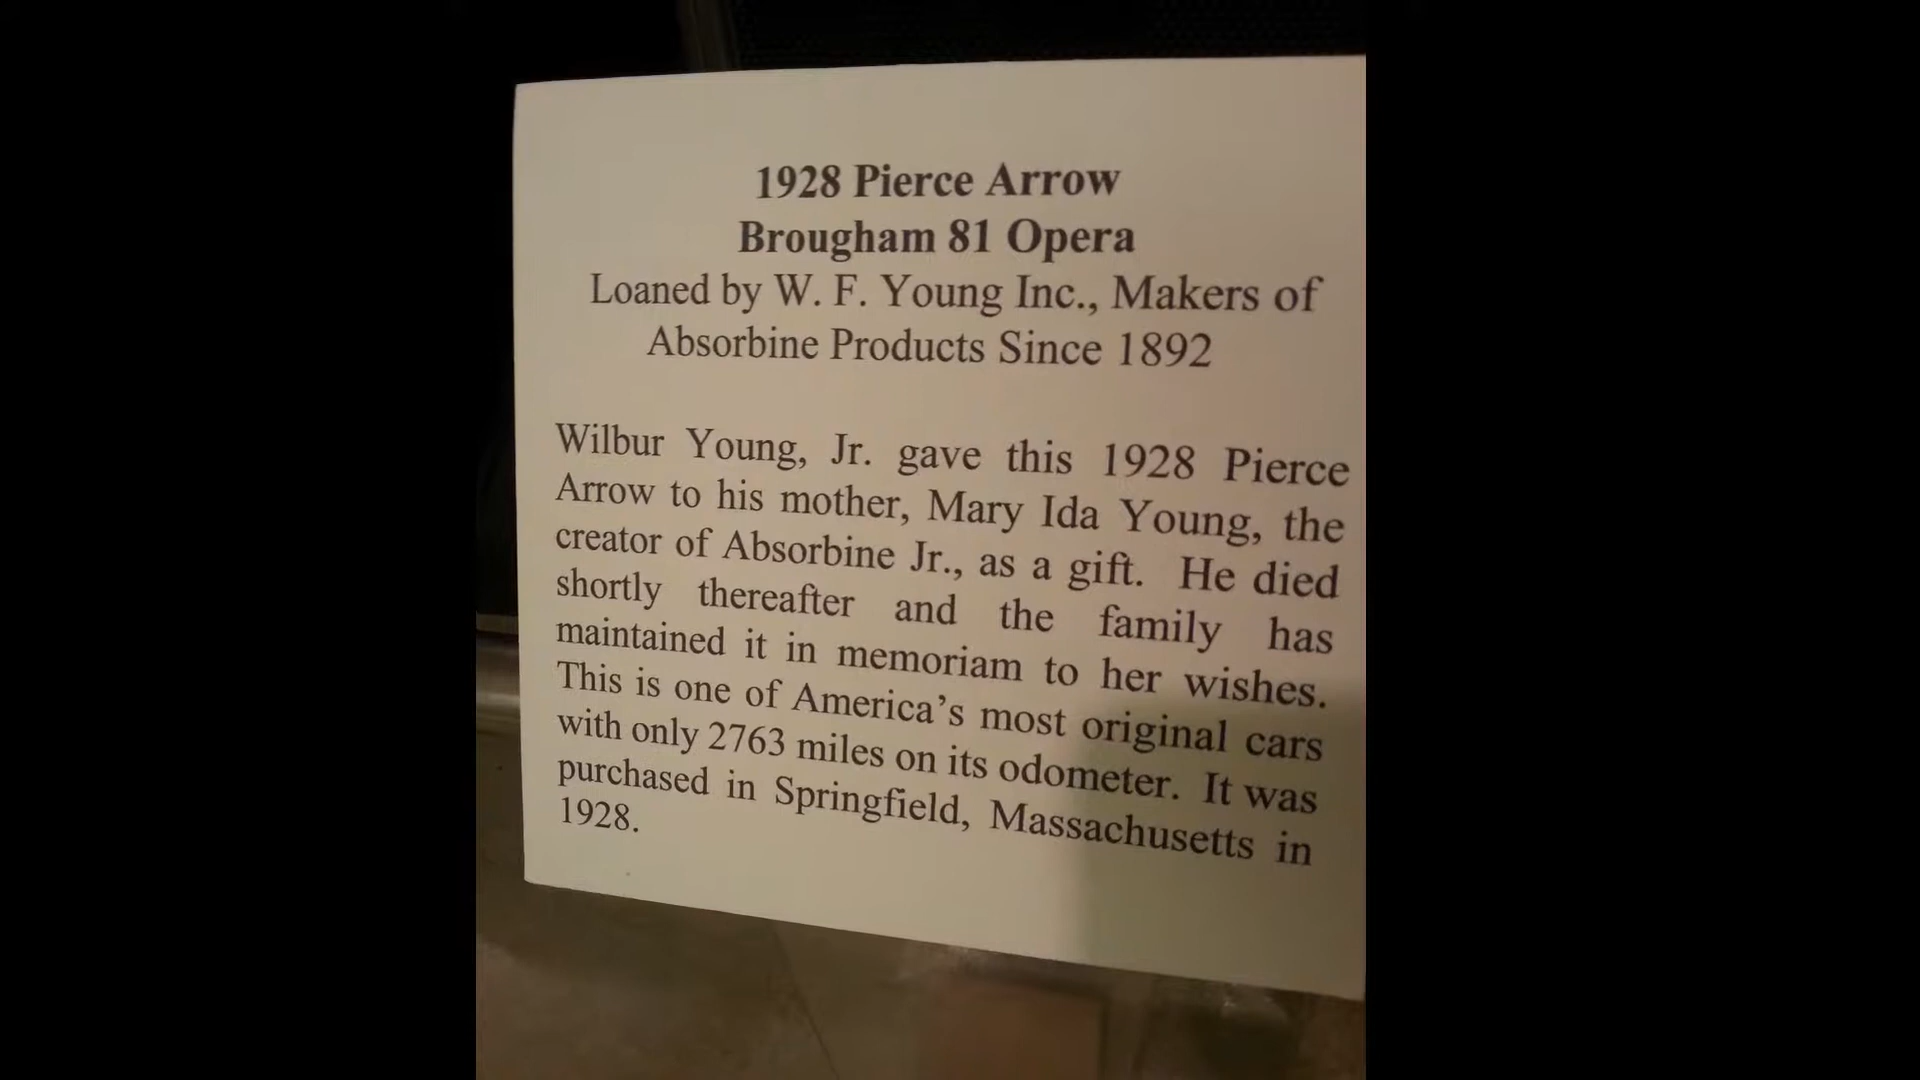 1928 Pierce Arrow
Brougham 81 Opera
Loaned by W. F. Young Inc., Makers of
Absorbine Products Since 1892
Wilbur Young, Jr. gave this 1928 Pierce
Arrow to his mother, Mary Ida Young, the
creator of Absorbine Jr., as a gift. He died
shortly thereafter and the family has
maintained it in memoriam to her wishes.
This is one of America's most original cars
with only 2763 miles on its odometer. It was
purchased in Springfield, Massachusetts in
1928.